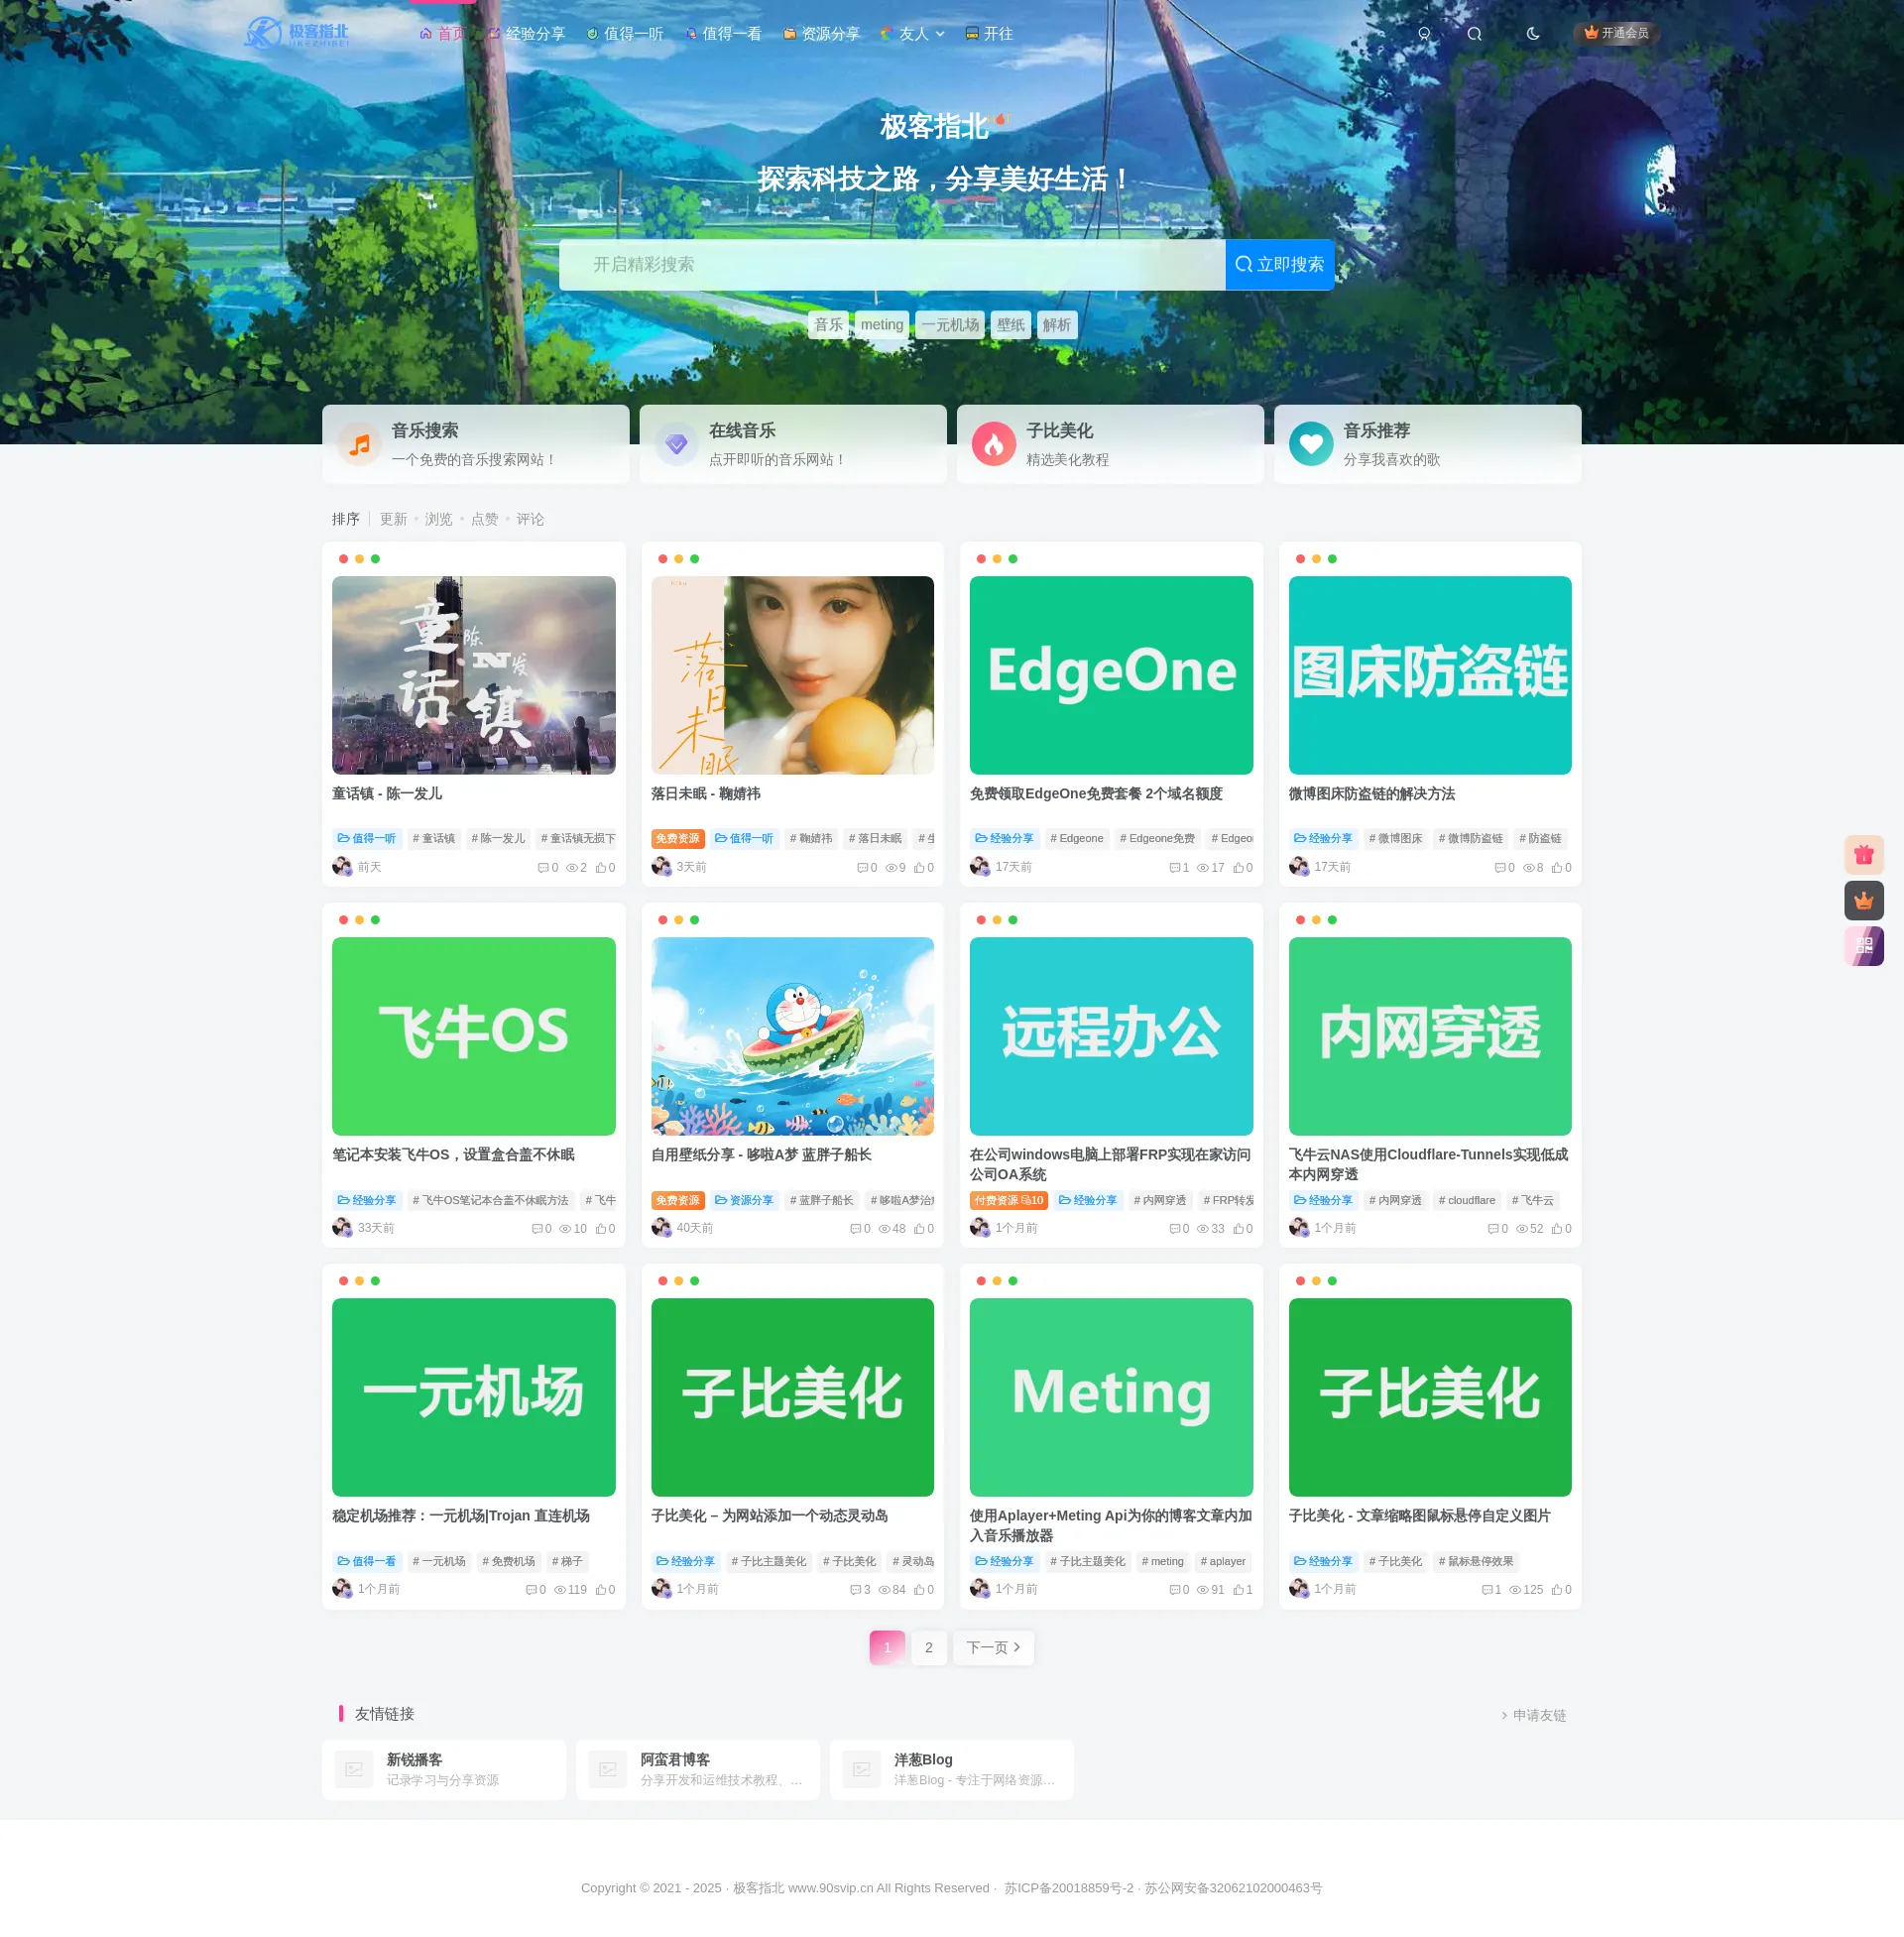 极客指北
JIKEZHIBEI
首页
经验分享
值得一听
值得一看
资源分享
友人
开往
开通会员
极客指北
探索科技之路，分享美好生活！
开启精彩搜索
立即搜索
音乐 meting 一元机场 壁纸 解析
音乐搜索
一个免费的音乐搜索网站！
在线音乐
点开即听的音乐网站！
子比美化
精选美化教程
音乐推荐
分享我喜欢的歌
排序 更新 浏览 点赞 评论
童话镇
陈一发
童话镇 - 陈一发儿
值得一听 # 童话镇 # 陈一发儿 # 童话镇无损下
前天 0 2 0
落日未眠
落日未眠 - 鞠婧祎
免费资源 值得一听 # 鞠婧祎 # 落日未眠 #
3天前 0 9 0
EdgeOne
免费领取EdgeOne免费套餐 2个域名额度
经验分享 # Edgeone # Edgeone免费 # Edgeo
17天前 1 17 0
图床防盗链
微博图床防盗链的解决方法
经验分享 # 微博图床 # 微博防盗链 # 防盗链
17天前 0 8 0
飞牛OS
笔记本安装飞牛OS，设置盒合盖不休眠
经验分享 # 飞牛OS笔记本合盖不休眠方法 # 飞牛
33天前 0 10 0
自用壁纸分享 - 哆啦A梦 蓝胖子船长
免费资源 资源分享 # 蓝胖子船长 # 哆啦A梦治
40天前 0 48 0
远程办公
在公司windows电脑上部署FRP实现在家访问
公司OA系统
付费资源 10 经验分享 # 内网穿透 # FRP转发
1个月前 0 33 0
内网穿透
飞牛云NAS使用Cloudflare-Tunnels实现低成
本内网穿透
经验分享 # 内网穿透 # cloudflare # 飞牛云
1个月前 0 52 0
一元机场
稳定机场推荐：一元机场|Trojan 直连机场
值得一看 # 一元机场 # 免费机场 # 梯子
1个月前 0 119 0
子比美化
子比美化 – 为网站添加一个动态灵动岛
经验分享 # 子比主题美化 # 子比美化 # 灵动岛
1个月前 3 84 0
Meting
使用Aplayer+Meting Api为你的博客文章内加
入音乐播放器
经验分享 # 子比主题美化 # meting # aplayer
1个月前 0 91 1
子比美化
子比美化 - 文章缩略图鼠标悬停自定义图片
经验分享 # 子比美化 # 鼠标悬停效果
1个月前 1 125 0
1 2 下一页
友情链接
申请友链
新锐播客
记录学习与分享资源
阿蛮君博客
分享开发和运维技术教程、…
洋葱Blog
洋葱Blog - 专注于网络资源…
Copyright © 2021 - 2025 · 极客指北 www.90svip.cn All Rights Reserved · 苏ICP备20018859号-2 · 苏公网安备32062102000463号